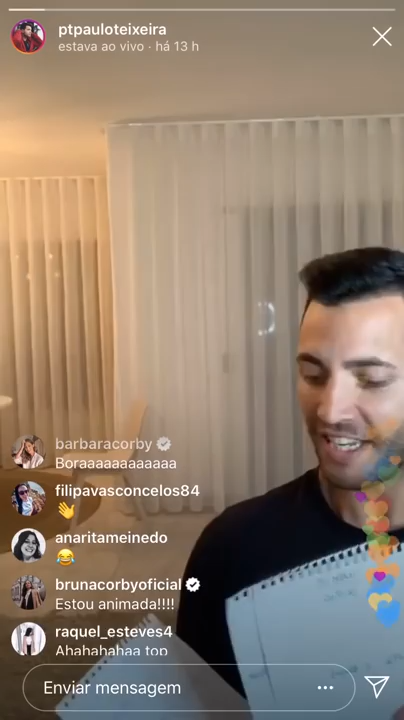 ptpauloteixeira
estava ao vivo · há 13 h
barbaracorby
Boraaaaaaaaaaaa
filipavasconcelos84
👋
anaritameinedo
😂
brunacorbyoficial
Estou animada!!!!
raquel_esteves4
Ahahahahaa top
Enviar mensagem